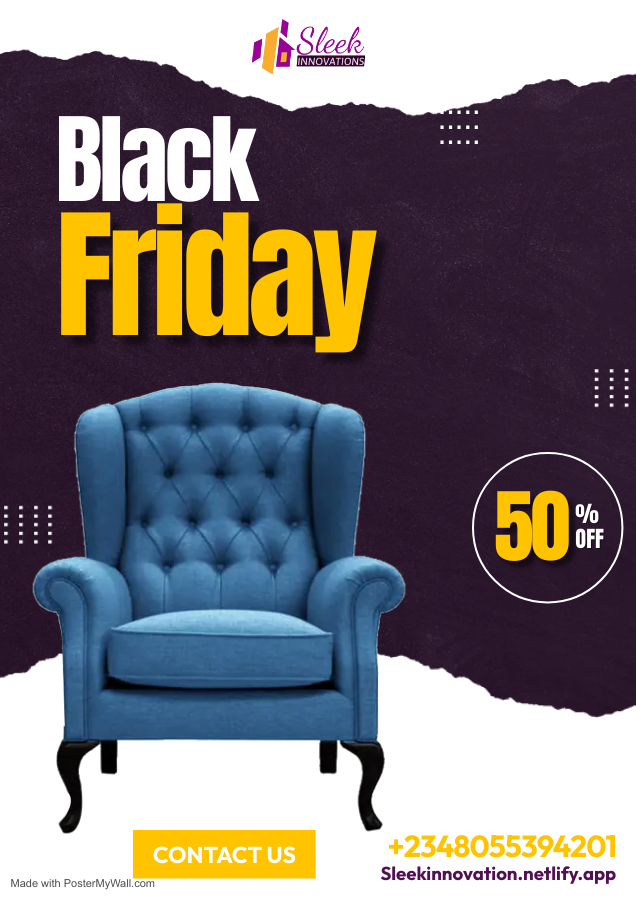 Sleek
INNOVATIONS
Black
Friday
50 %
OFF
CONTACT US
+2348055394201
Sleekinnovation.netlify.app
Made with PosterMyWall.com